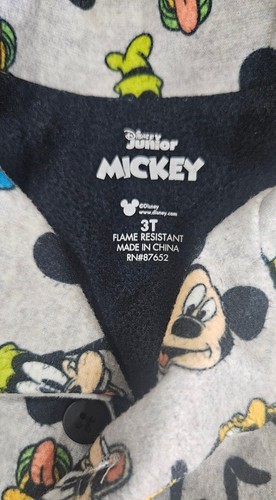 Disney
Junior
MICKEY
©Disney
www.disney.com
3T
FLAME RESISTANT
MADE IN CHINA
RN#87652